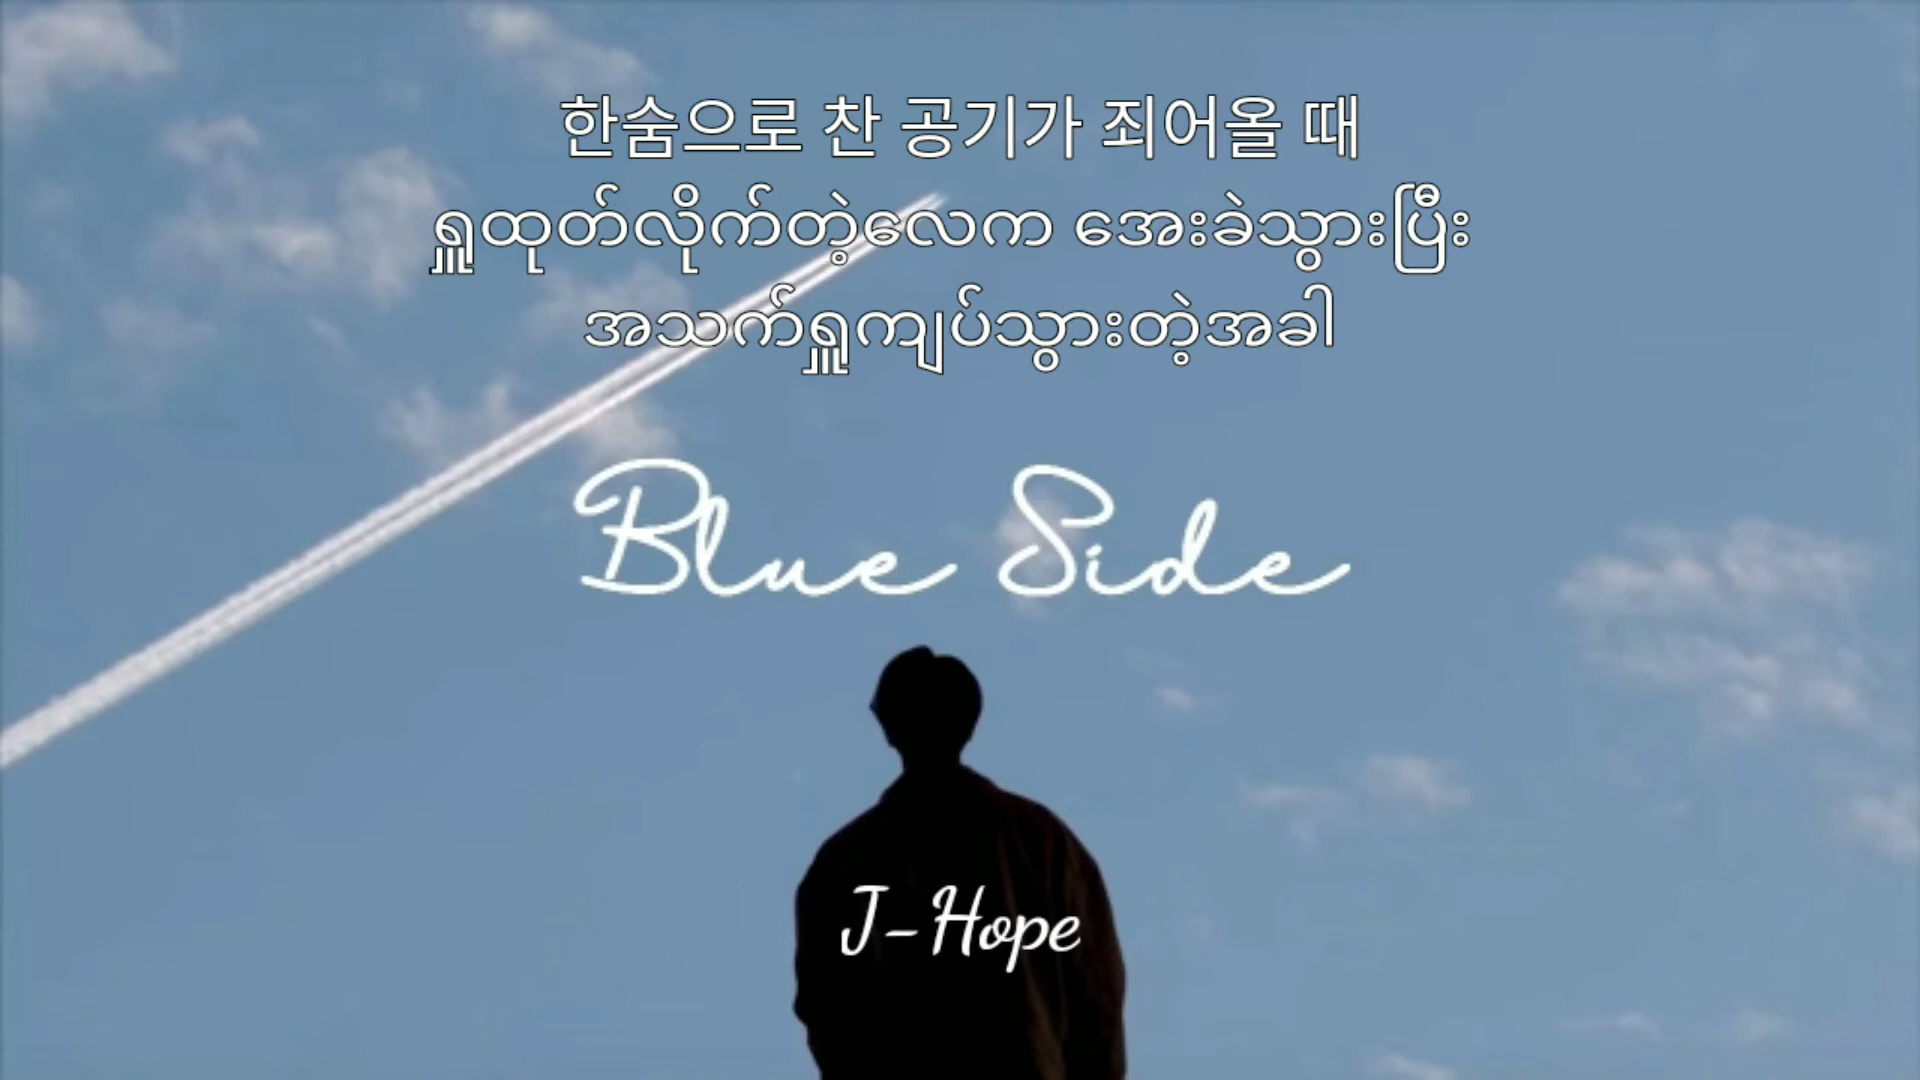 한숨으로 찬 공기가 죄어올 때
ရှူထုတ်လိုက်တဲ့လေက အေးခဲသွားပြီး
အသက်ရှူကျပ်သွားတဲ့အခါ
Blue Side
J-Hope